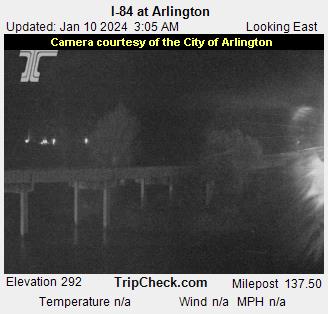 I-84 at Arlington
Updated: Jan 10 2024 3:05 AM Looking East
Camera courtesy of the City of Arlington
Elevation 292 TripCheck.com Milepost 137.50
Temperature n/a Wind n/a MPH n/a